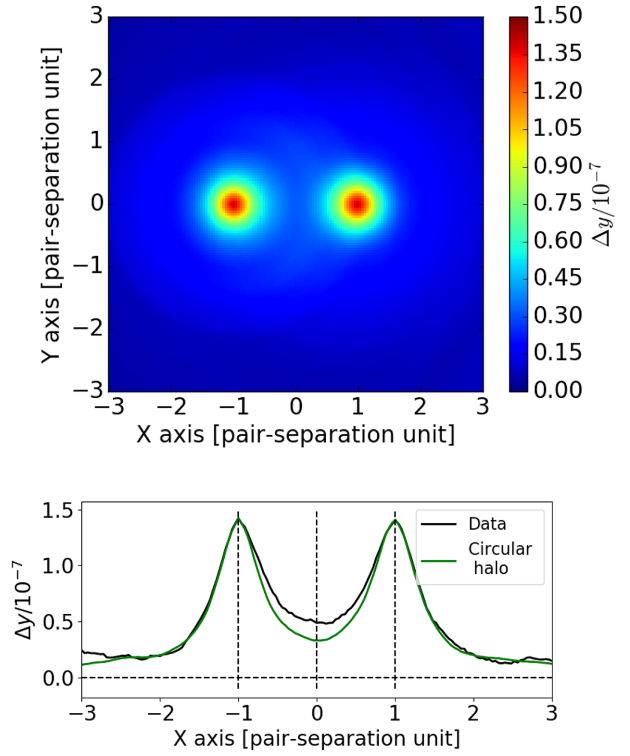 3
2
1
0
−1
−2
−3
Y axis [pair-separation unit]
−3 −2 −1 0 1 2 3
X axis [pair-separation unit]
1.50
1.35
1.20
1.05
0.90
0.75
0.60
0.45
0.30
0.15
0.00
Δy/10⁻⁷
1.5
1.0
0.5
0.0
Δy/10⁻⁷
Data
Circular
halo
−3 −2 −1 0 1 2 3
X axis [pair-separation unit]